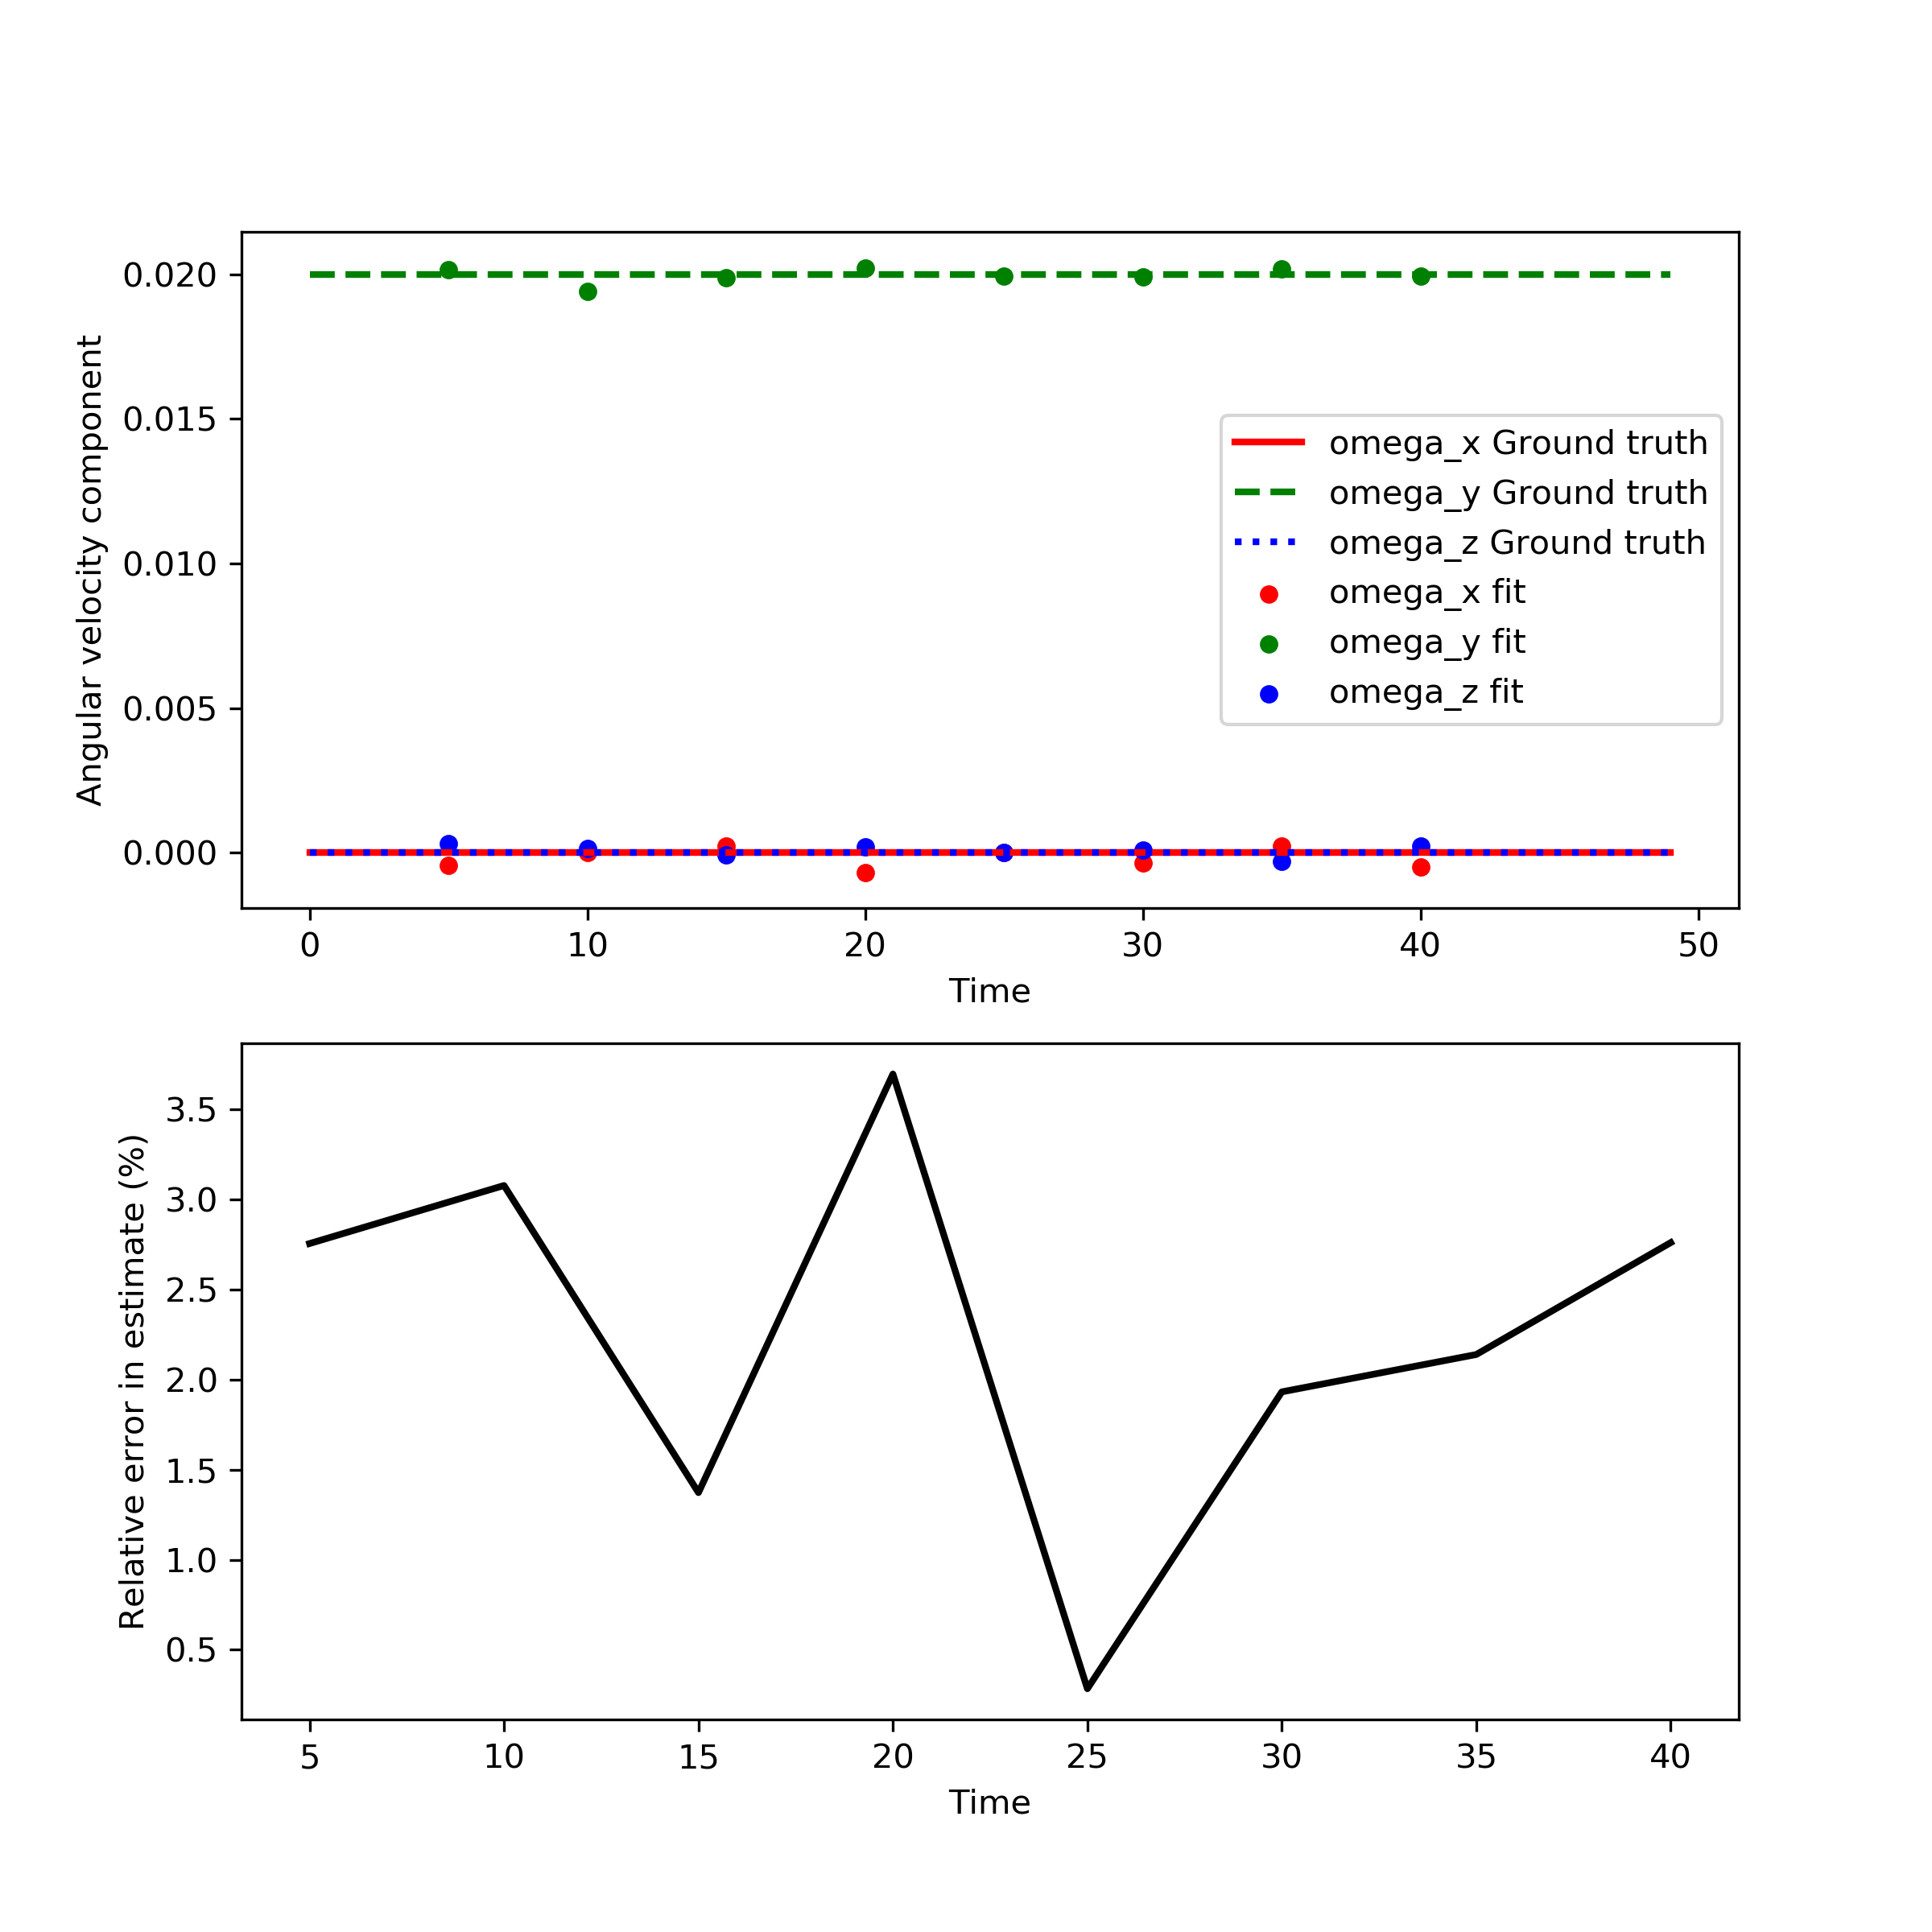 Angular velocity component
0.020
0.015
0.010
0.005
0.000
omega_x Ground truth
omega_y Ground truth
omega_z Ground truth
omega_x fit
omega_y fit
omega_z fit
0 10 20 30 40 50
Time
Relative error in estimate (%)
3.5
3.0
2.5
2.0
1.5
1.0
0.5
5 10 15 20 25 30 35 40
Time